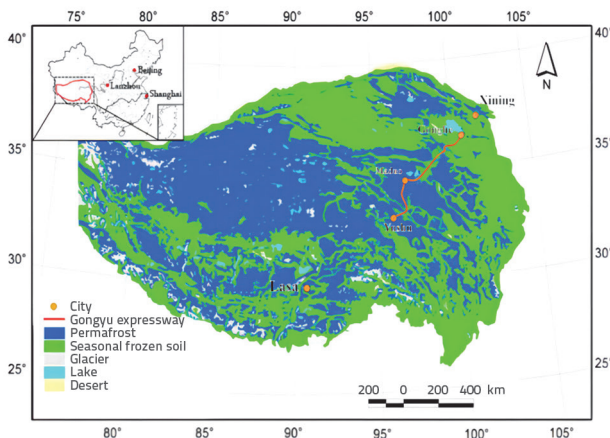 75° 80° 85° 90° 95° 100° 105°
40°
40°
Beijing
Lanzhou
Shanghai
N
Xining
35°
35°
Yushu
30°
30°
Lasa
City
Gongyu expressway
Permafrost
Seasonal frozen soil
Glacier
Lake
Desert
25°
25°
200 0 200 400 km
80° 85° 90° 95° 100°